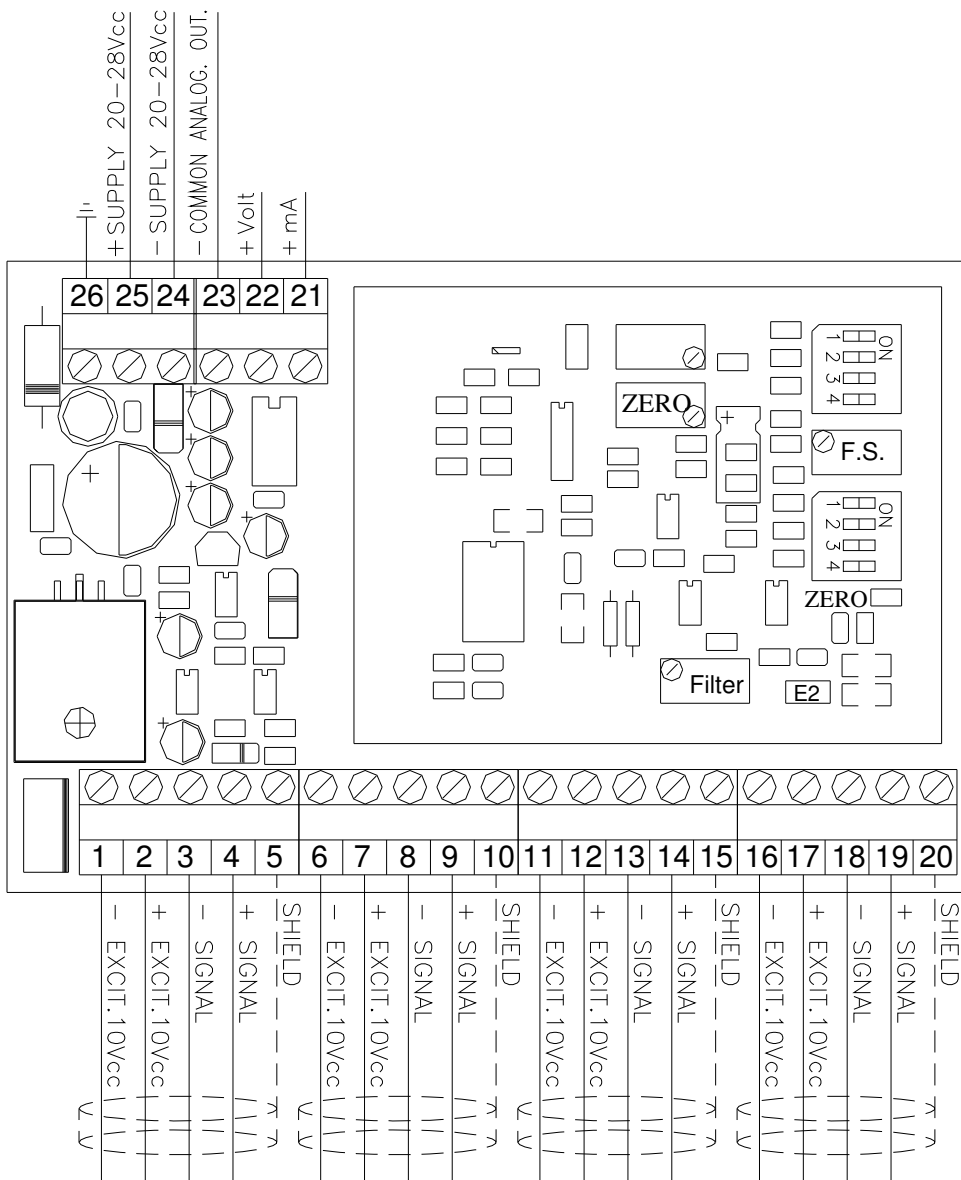 + SUPPLY 20-28Vcc
- SUPPLY 20-28Vcc
- COMMON ANALOG. OUT.
+ Volt
+ mA
26 25 24 23 22 21
ZERO
1 2 3 4 ON
F.S.
1 2 3 4 ON
ZERO
Filter
E2
+
+
+
+
+
+
+
+
1 2 3 4 5 6 7 8 9 10 11 12 13 14 15 16 17 18 19 20
- EXCIT.10Vcc
+ EXCIT.10Vcc
- SIGNAL
+ SIGNAL
SHIELD
- EXCIT.10Vcc
+ EXCIT.10Vcc
- SIGNAL
+ SIGNAL
SHIELD
- EXCIT.10Vcc
+ EXCIT.10Vcc
- SIGNAL
+ SIGNAL
SHIELD
- EXCIT.10Vcc
+ EXCIT.10Vcc
- SIGNAL
+ SIGNAL
SHIELD